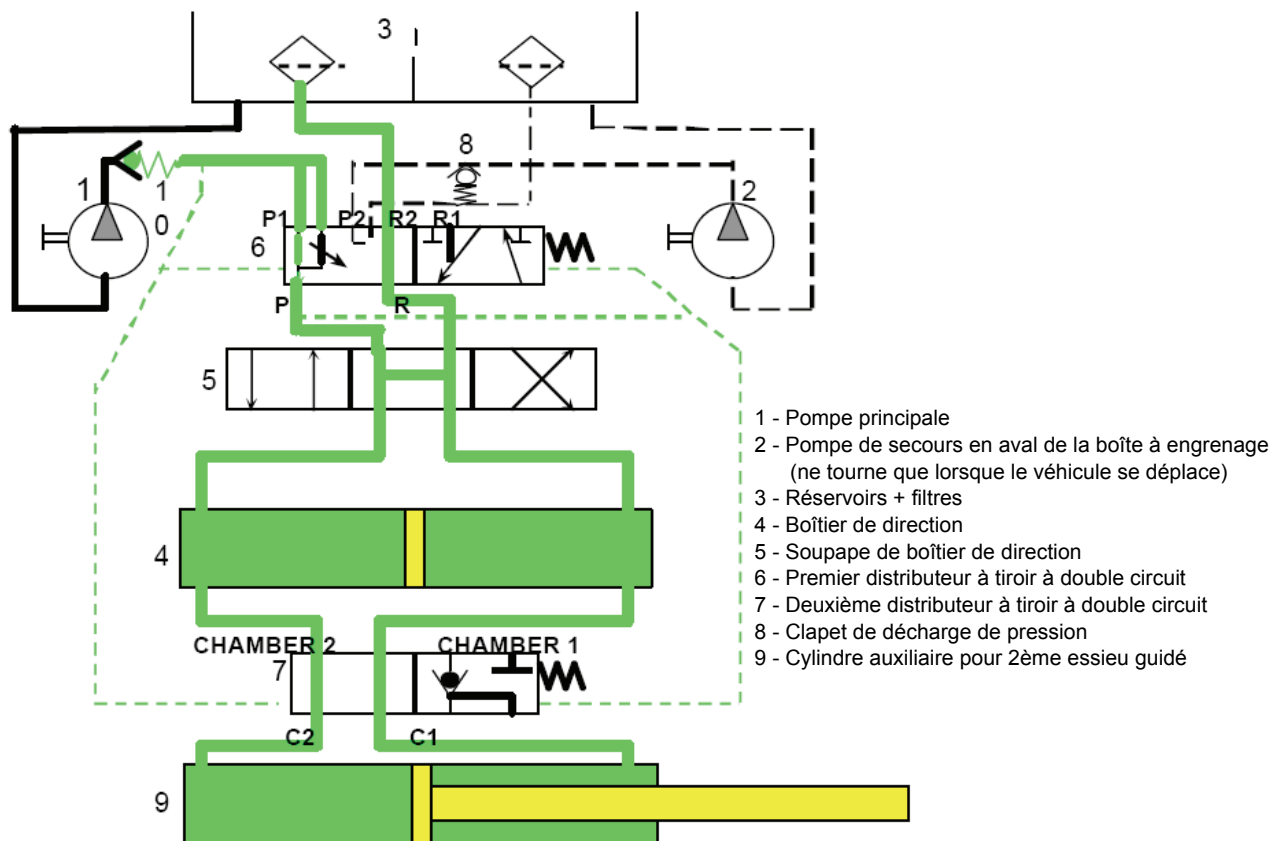 3
8
1
1
0
2
P1
P2
R2
R1
6
P
R
5
1 - Pompe principale
2 - Pompe de secours en aval de la boîte à engrenage
(ne tourne que lorsque le véhicule se déplace)
3 - Réservoirs + filtres
4 - Boîtier de direction
5 - Soupape de boîtier de direction
6 - Premier distributeur à tiroir à double circuit
7 - Deuxième distributeur à tiroir à double circuit
8 - Clapet de décharge de pression
9 - Cylindre auxiliaire pour 2ème essieu guidé
4
CHAMBER 2
CHAMBER 1
7
C2
C1
9